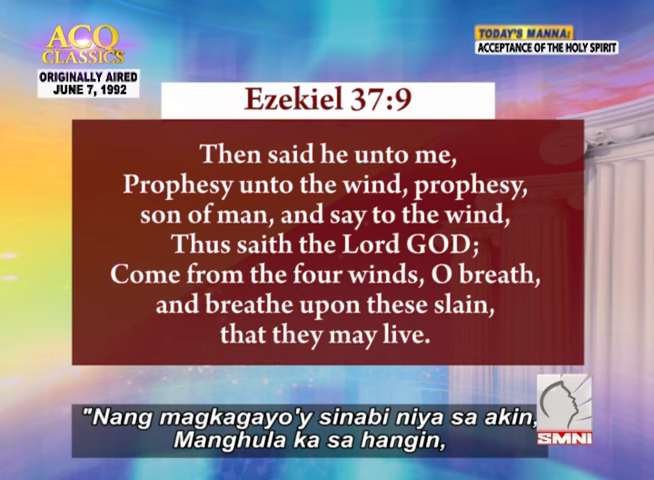 ACQ
CLASSICS
ORIGINALLY AIRED
JUNE 7, 1992
TODAY'S MANNA:
ACCEPTANCE OF THE HOLY SPIRIT
Ezekiel 37:9
Then said he unto me,
Prophesy unto the wind, prophesy,
son of man, and say to the wind,
Thus saith the Lord GOD;
Come from the four winds, O breath,
and breathe upon these slain,
that they may live.
"Nang magkagayo'y sinabi niya sa akin,
Manghula ka sa hangin,
SMNI